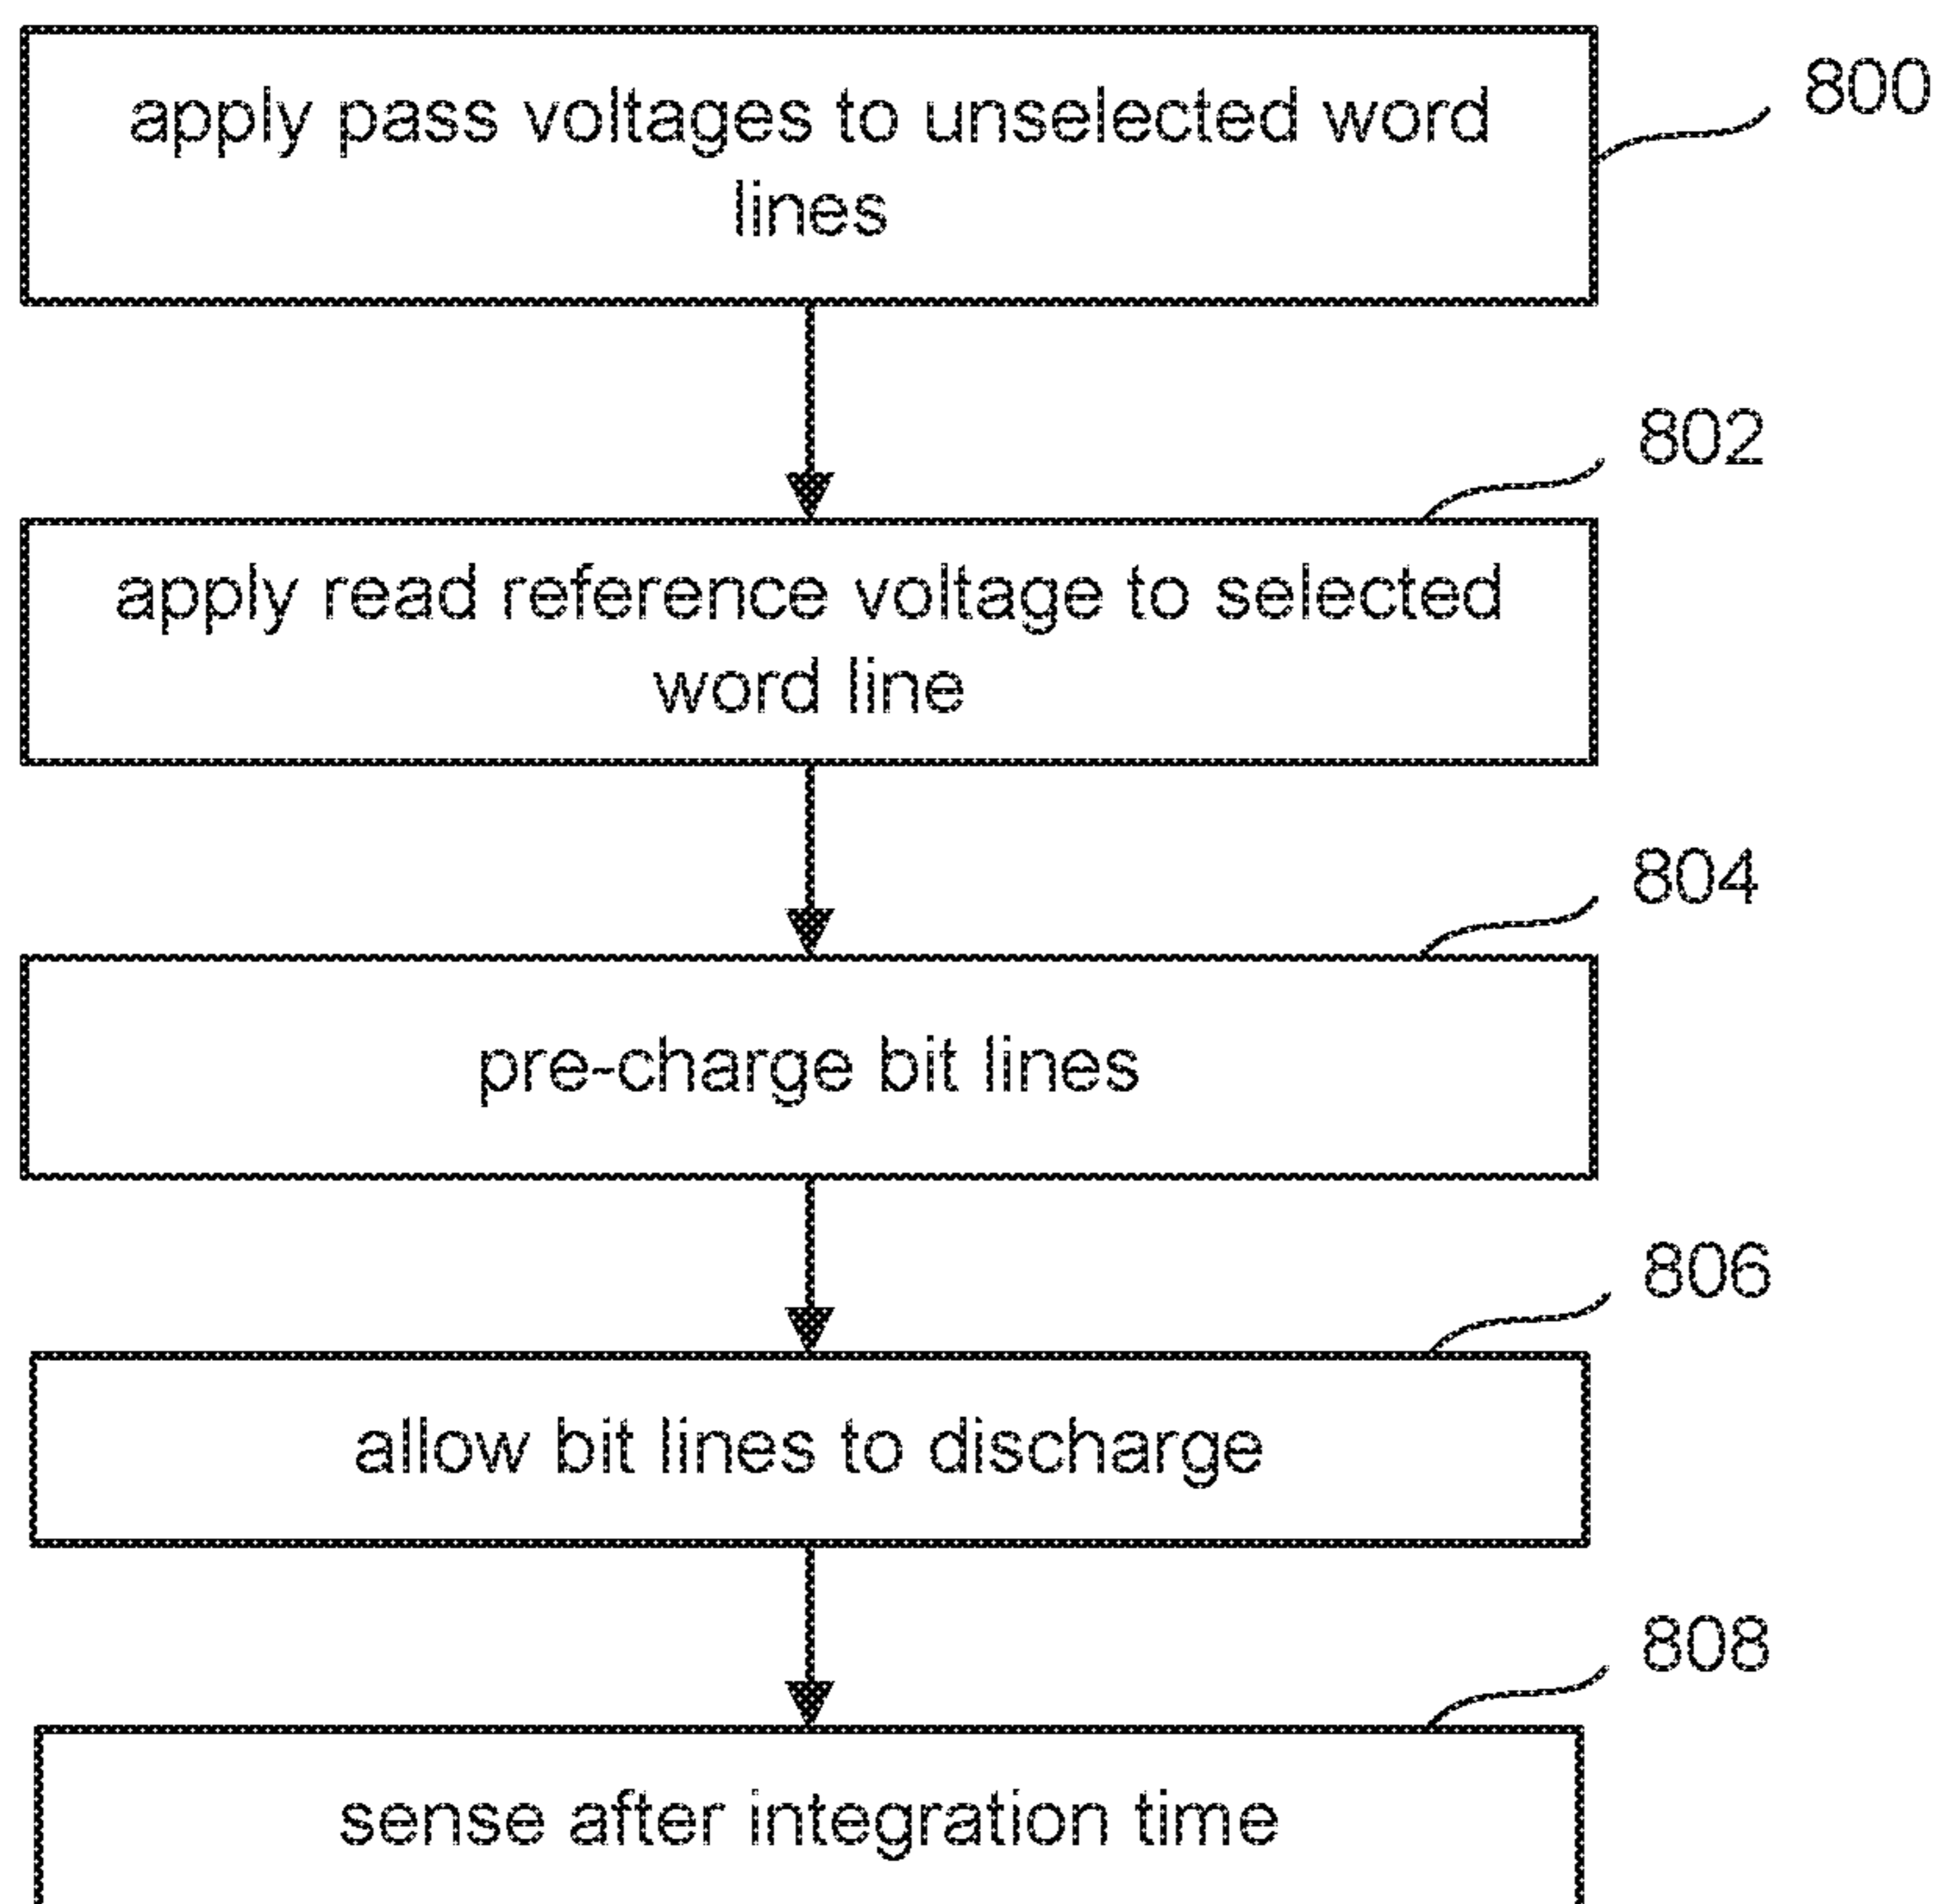 800
apply pass voltages to unselected word
lines
802
apply read reference voltage to selected
word line
804
pre-charge bit lines
806
allow bit lines to discharge
808
sense after integration time